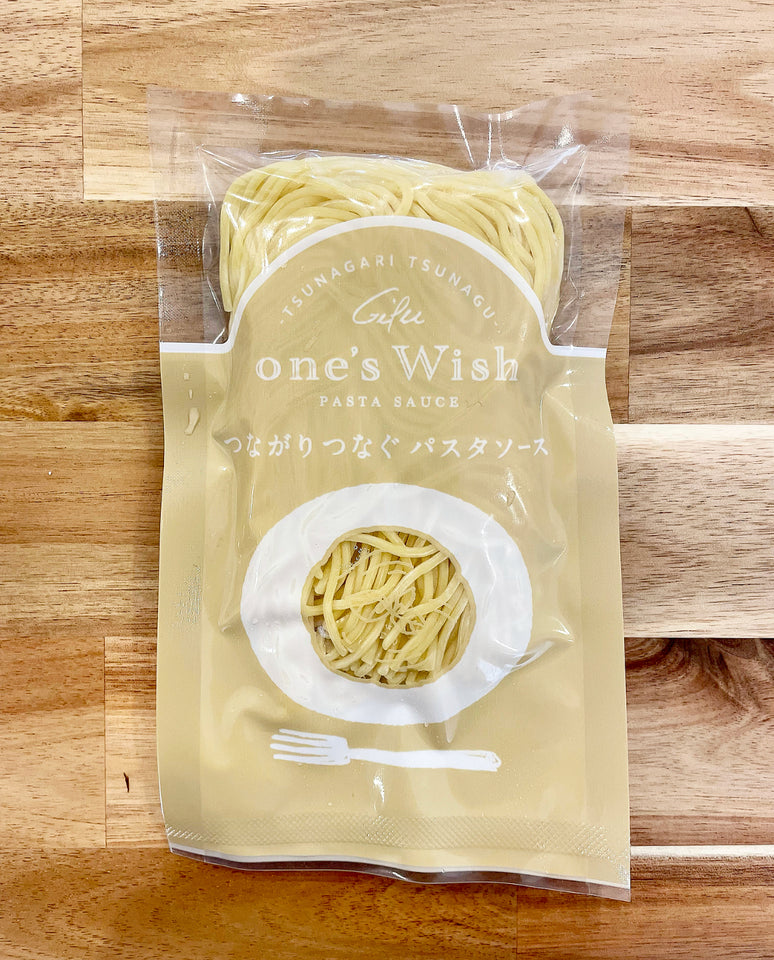 -TSUNAGARI TSUNAGU-
one's Wish
PASTA SAUCE
つながりつなぐ パスタソース